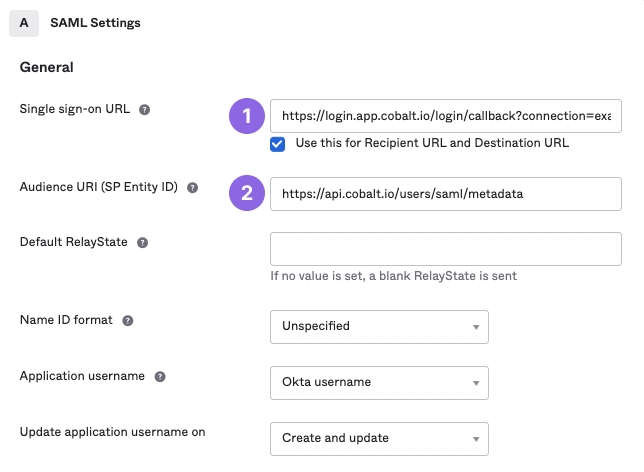 A SAML Settings
General
Single sign-on URL ?
1 https://login.app.cobalt.io/login/callback?connection=exa
Use this for Recipient URL and Destination URL
Audience URI (SP Entity ID) ?
2 https://api.cobalt.io/users/saml/metadata
Default RelayState ?
If no value is set, a blank RelayState is sent
Name ID format ?
Unspecified
Application username ?
Okta username
Update application username on
Create and update